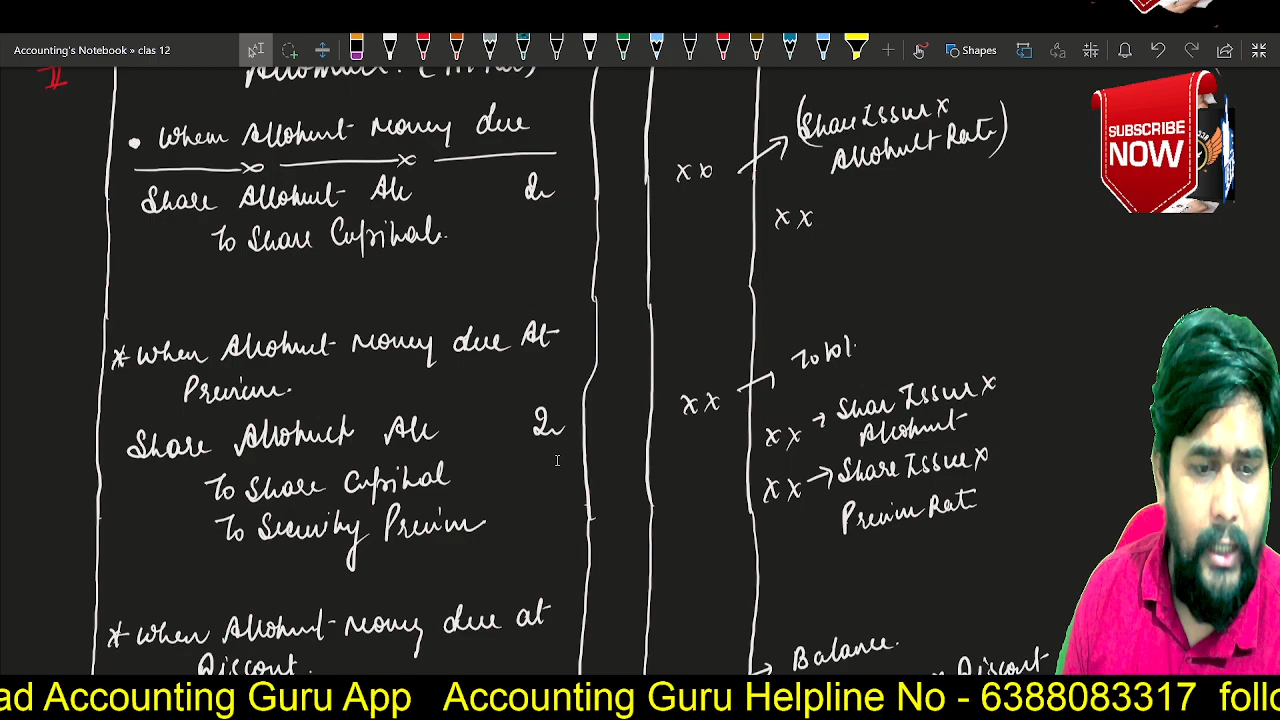 Accounting's Notebook » clas 12
Shapes
II
• When Allotment money due
Share Allotment A/c Dr
To Share Capital
xx
(Share Issue x
Allotment Rate)
xx
* When Allotment money due At
Premium.
Share Allotment A/c Dr
To Share Capital
To Security Premium
xx → Total.
xx → Share Issue x
Allotment
xx → Share Issue x
Premium Rate
* When Allotment money due at
Discount.
→ Balance.
x Discount
SUBSCRIBE
NOW
ad Accounting Guru App Accounting Guru Helpline No - 6388083317 follo